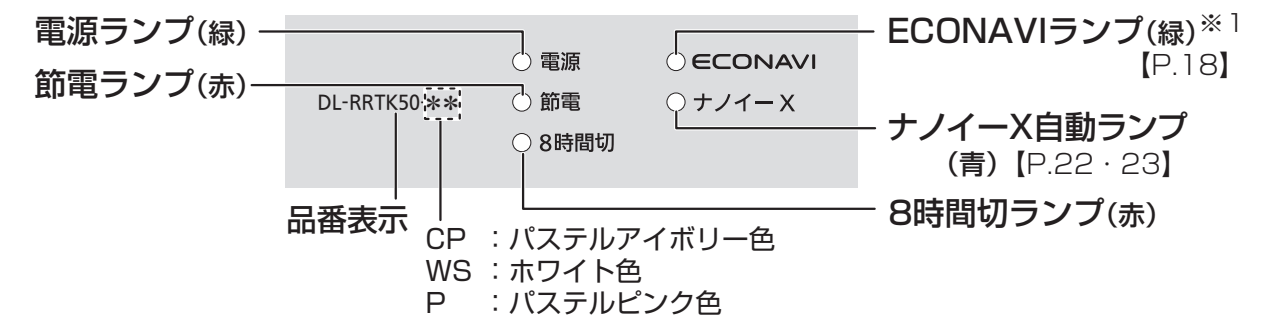 電源ランプ(緑)
節電ランプ(赤)
DL-RRTK50-**
電源
節電
8時間切
ECONAVI
ナノイー X
ECONAVIランプ(緑)※1
【P.18】
ナノイーX自動ランプ
(青)【P.22・23】
8時間切ランプ(赤)
品番表示
CP ：パステルアイボリー色
WS ：ホワイト色
P ：パステルピンク色